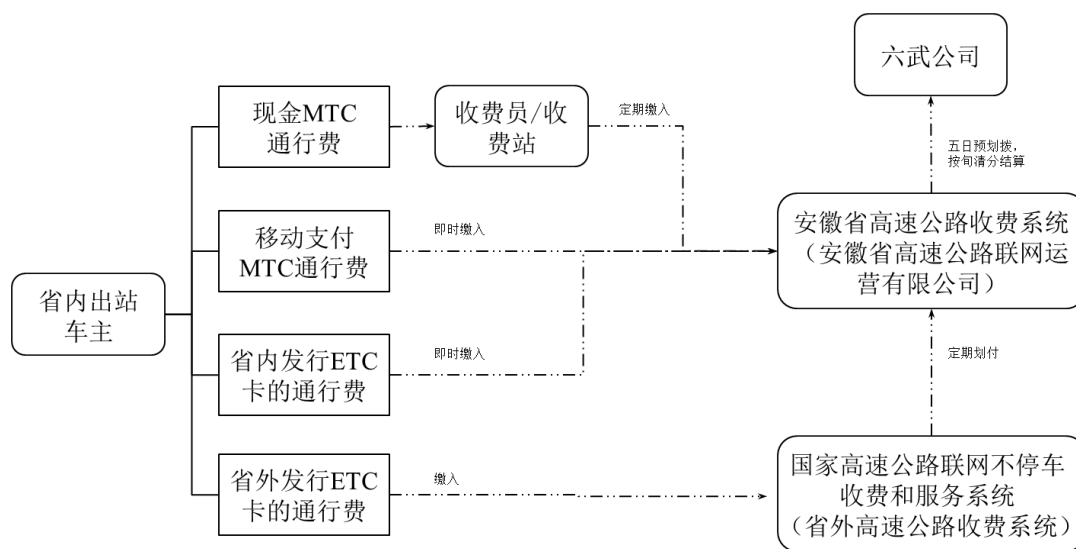 六武公司
现金MTC
通行费
收费员/收
费站
定期缴入
五日预划拨，
按旬清分结算
移动支付
MTC通行费
即时缴入
安徽省高速公路收费系统
（安徽省高速公路联网运
营有限公司）
省内出站
车主
省内发行ETC
卡的通行费
即时缴入
定期划付
省外发行ETC
卡的通行费
缴入
国家高速公路联网不停车
收费和服务系统
（省外高速公路收费系统）